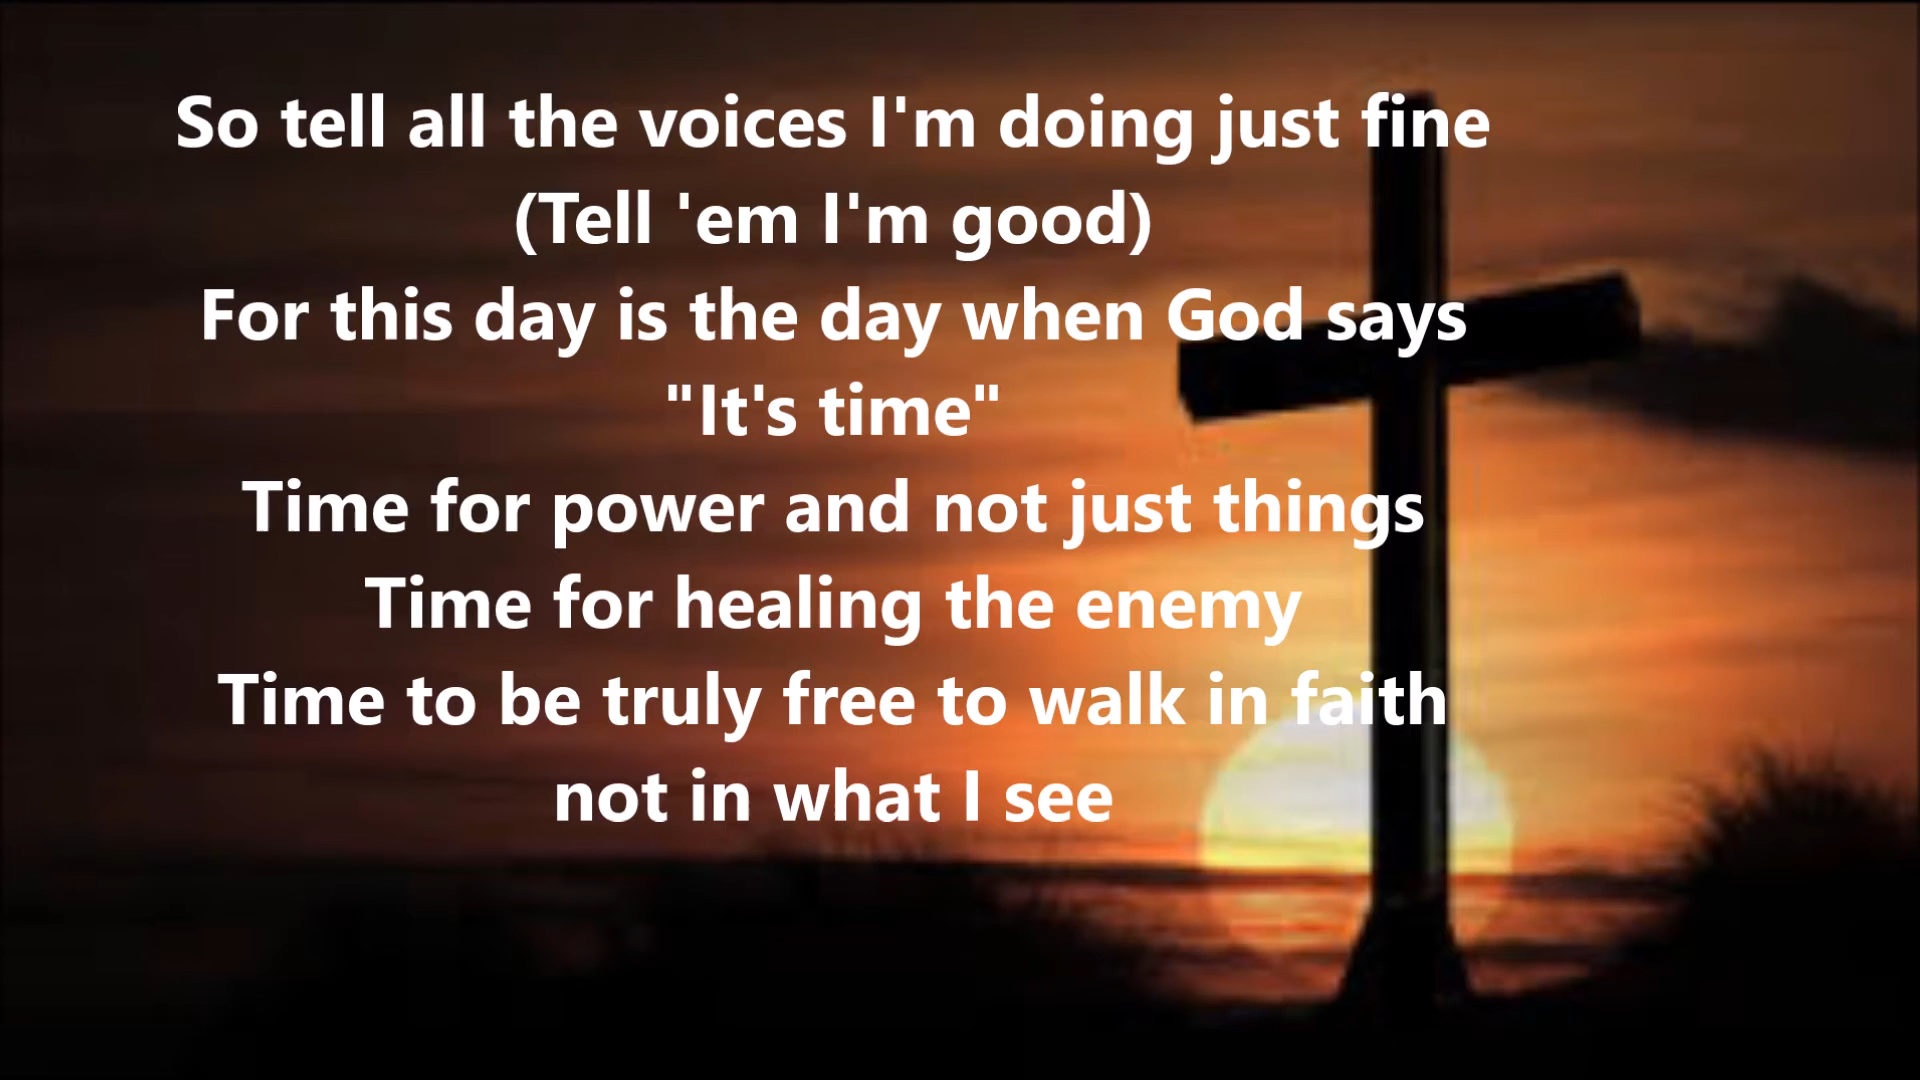 So tell all the voices I'm doing just fine
(Tell 'em I'm good)
For this day is the day when God says
"It's time"
Time for power and not just things
Time for healing the enemy
Time to be truly free to walk in faith
not in what I see